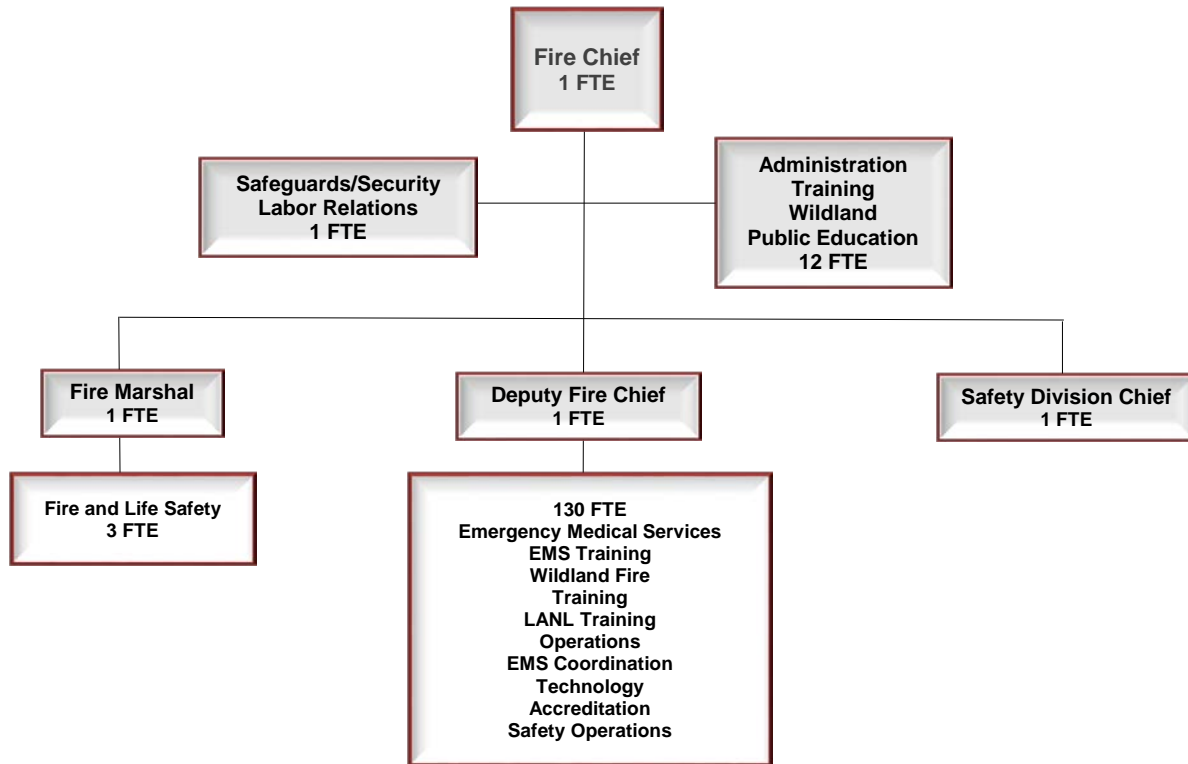 Fire Chief
1 FTE
Safeguards/Security
Labor Relations
1 FTE
Administration
Training
Wildland
Public Education
12 FTE
Fire Marshal
1 FTE
Deputy Fire Chief
1 FTE
Safety Division Chief
1 FTE
Fire and Life Safety
3 FTE
130 FTE
Emergency Medical Services
EMS Training
Wildland Fire
Training
LANL Training
Operations
EMS Coordination
Technology
Accreditation
Safety Operations